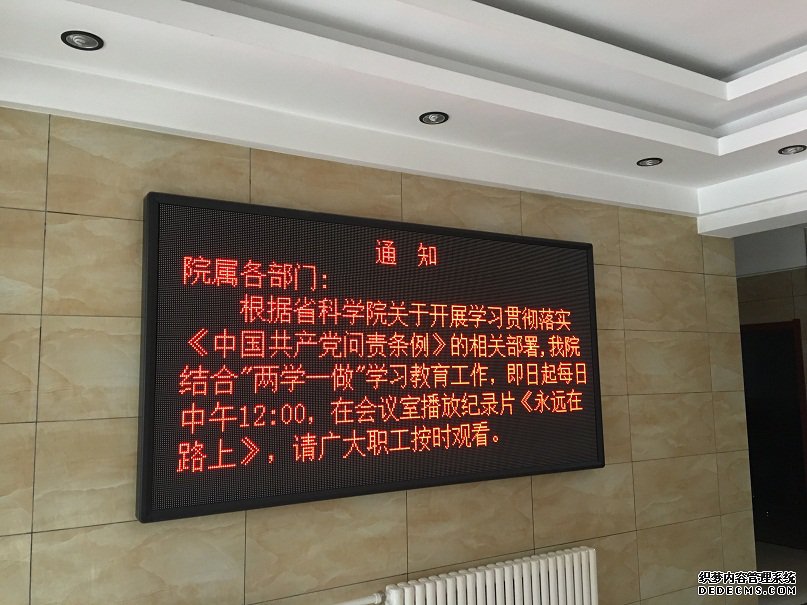 通 知
院属各部门：
根据省科学院关于开展学习贯彻落实
《中国共产党问责条例》的相关部署，我院
结合"两学一做"学习教育工作，即日起每日
中午12:00，在会议室播放纪录片《永远在
路上》，请广大职工按时观看。
织梦内容管理系统
DEDECMS.COM